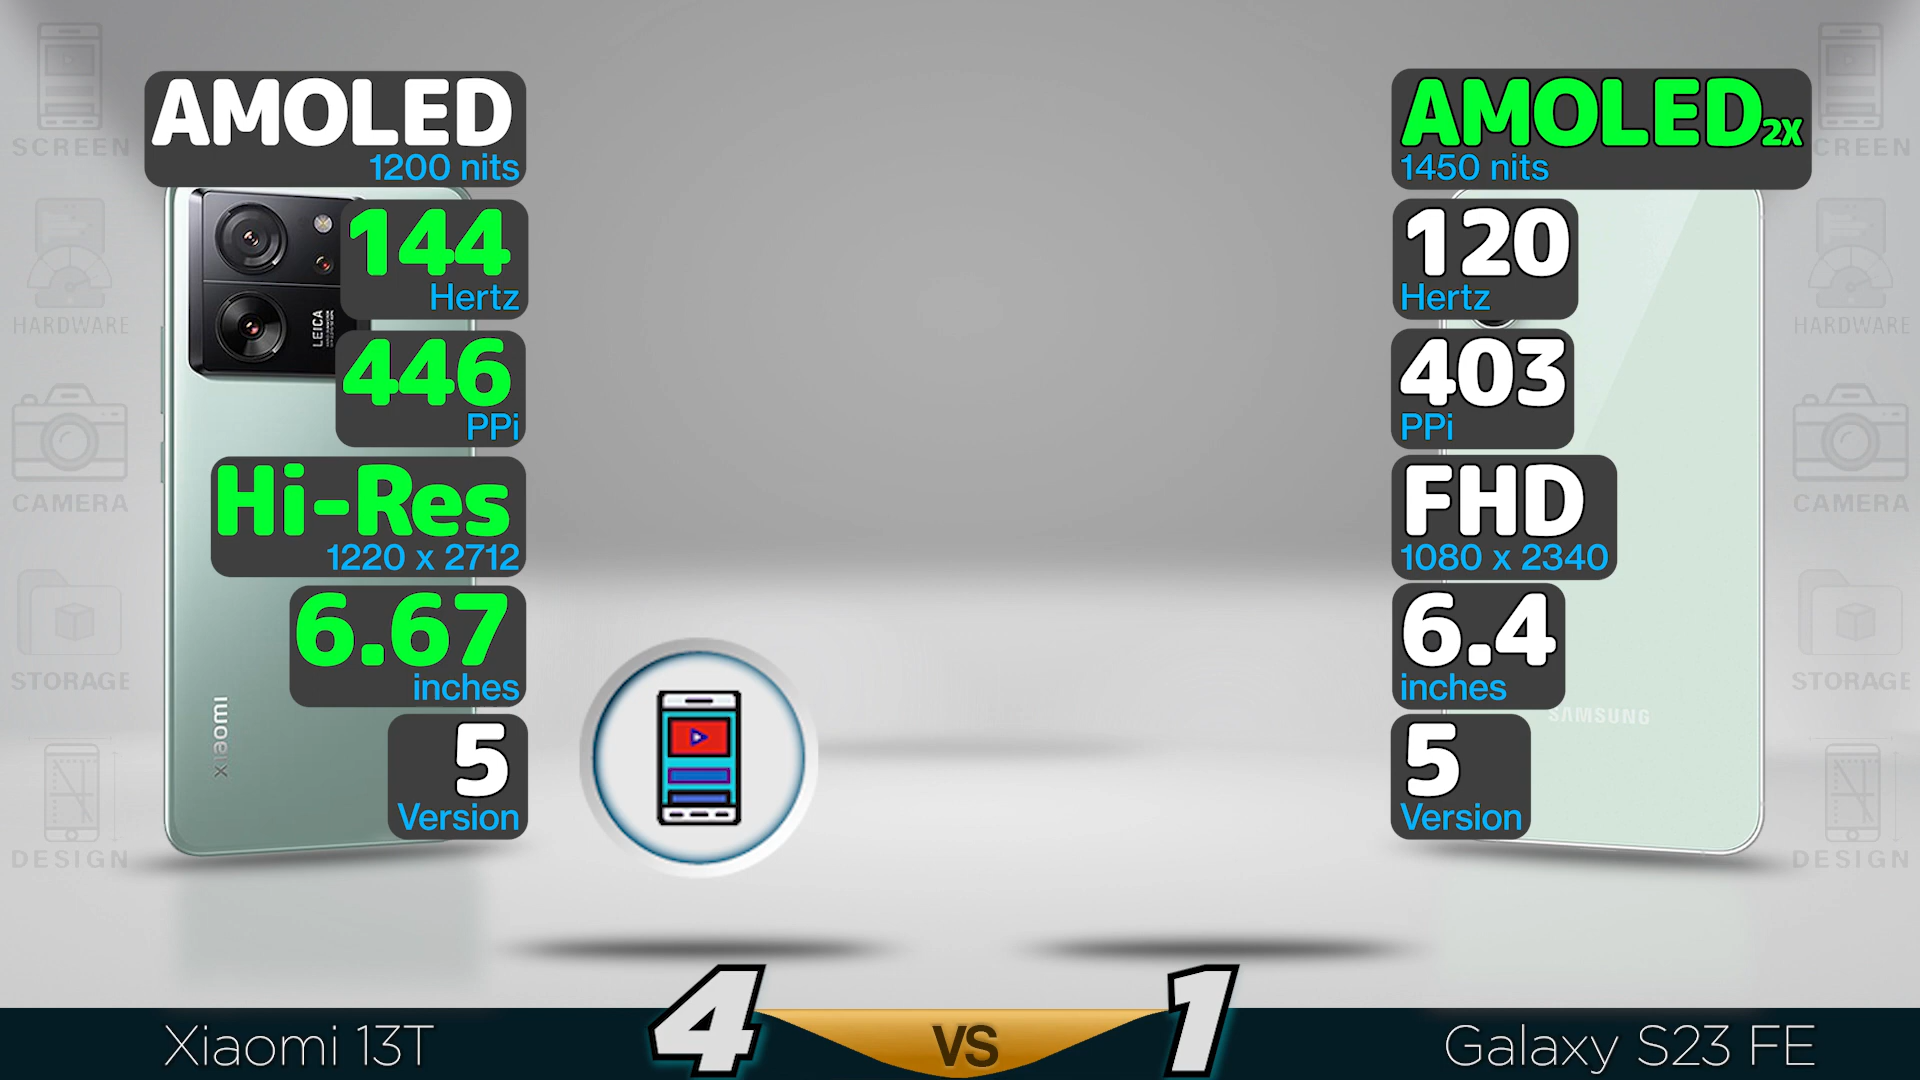 SCREEN
HARDWARE
CAMERA
STORAGE
DESIGN
AMOLED
1200 nits
144
Hertz
446
PPi
Hi-Res
1220 x 2712
6.67
inches
5
Version
LEICA
xiaomi
AMOLED2X
1450 nits
120
Hertz
403
PPi
FHD
1080 x 2340
6.4
inches
5
Version
SAMSUNG
CREEN
HARDWARE
CAMERA
STORAGE
DESIGN
Xiaomi 13T
4
VS
1
Galaxy S23 FE